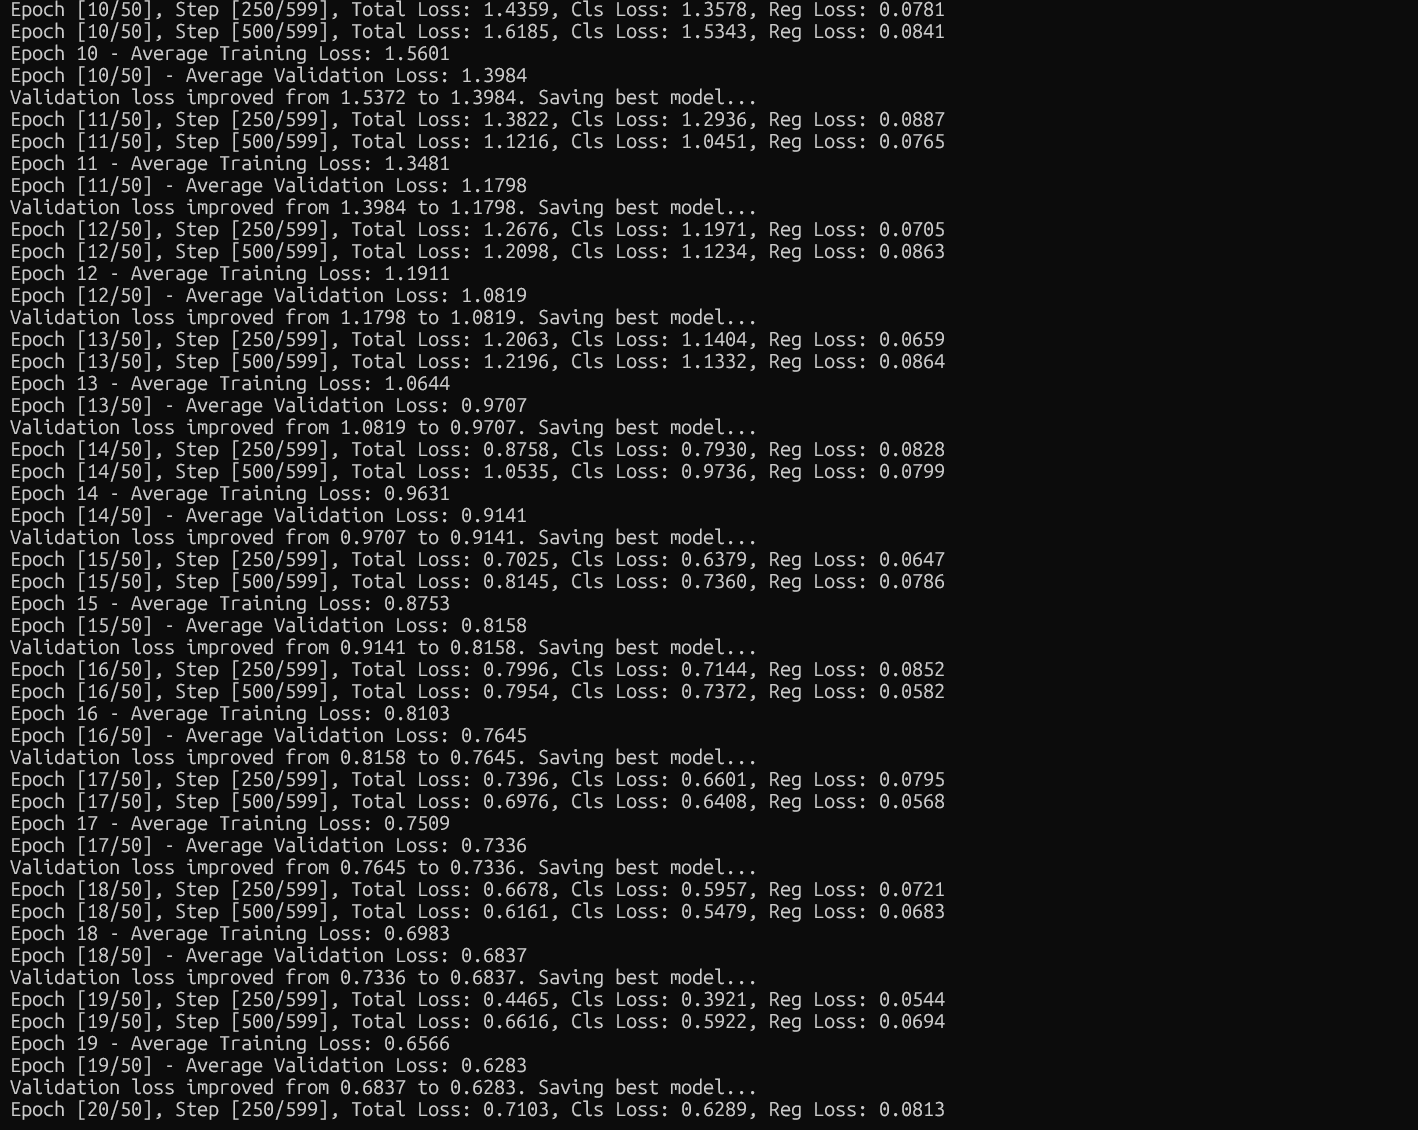 Epoch [10/50], Step [250/599], Total Loss: 1.4359, Cls Loss: 1.3578, Reg Loss: 0.0781
Epoch [10/50], Step [500/599], Total Loss: 1.6185, Cls Loss: 1.5343, Reg Loss: 0.0841
Epoch 10 - Average Training Loss: 1.5601
Epoch [10/50] - Average Validation Loss: 1.3984
Validation loss improved from 1.5372 to 1.3984. Saving best model...
Epoch [11/50], Step [250/599], Total Loss: 1.3822, Cls Loss: 1.2936, Reg Loss: 0.0887
Epoch [11/50], Step [500/599], Total Loss: 1.1216, Cls Loss: 1.0451, Reg Loss: 0.0765
Epoch 11 - Average Training Loss: 1.3481
Epoch [11/50] - Average Validation Loss: 1.1798
Validation loss improved from 1.3984 to 1.1798. Saving best model...
Epoch [12/50], Step [250/599], Total Loss: 1.2676, Cls Loss: 1.1971, Reg Loss: 0.0705
Epoch [12/50], Step [500/599], Total Loss: 1.2098, Cls Loss: 1.1234, Reg Loss: 0.0863
Epoch 12 - Average Training Loss: 1.1911
Epoch [12/50] - Average Validation Loss: 1.0819
Validation loss improved from 1.1798 to 1.0819. Saving best model...
Epoch [13/50], Step [250/599], Total Loss: 1.2063, Cls Loss: 1.1404, Reg Loss: 0.0659
Epoch [13/50], Step [500/599], Total Loss: 1.2196, Cls Loss: 1.1332, Reg Loss: 0.0864
Epoch 13 - Average Training Loss: 1.0644
Epoch [13/50] - Average Validation Loss: 0.9707
Validation loss improved from 1.0819 to 0.9707. Saving best model...
Epoch [14/50], Step [250/599], Total Loss: 0.8758, Cls Loss: 0.7930, Reg Loss: 0.0828
Epoch [14/50], Step [500/599], Total Loss: 1.0535, Cls Loss: 0.9736, Reg Loss: 0.0799
Epoch 14 - Average Training Loss: 0.9631
Epoch [14/50] - Average Validation Loss: 0.9141
Validation loss improved from 0.9707 to 0.9141. Saving best model...
Epoch [15/50], Step [250/599], Total Loss: 0.7025, Cls Loss: 0.6379, Reg Loss: 0.0647
Epoch [15/50], Step [500/599], Total Loss: 0.8145, Cls Loss: 0.7360, Reg Loss: 0.0786
Epoch 15 - Average Training Loss: 0.8753
Epoch [15/50] - Average Validation Loss: 0.8158
Validation loss improved from 0.9141 to 0.8158. Saving best model...
Epoch [16/50], Step [250/599], Total Loss: 0.7996, Cls Loss: 0.7144, Reg Loss: 0.0852
Epoch [16/50], Step [500/599], Total Loss: 0.7954, Cls Loss: 0.7372, Reg Loss: 0.0582
Epoch 16 - Average Training Loss: 0.8103
Epoch [16/50] - Average Validation Loss: 0.7645
Validation loss improved from 0.8158 to 0.7645. Saving best model...
Epoch [17/50], Step [250/599], Total Loss: 0.7396, Cls Loss: 0.6601, Reg Loss: 0.0795
Epoch [17/50], Step [500/599], Total Loss: 0.6976, Cls Loss: 0.6408, Reg Loss: 0.0568
Epoch 17 - Average Training Loss: 0.7509
Epoch [17/50] - Average Validation Loss: 0.7336
Validation loss improved from 0.7645 to 0.7336. Saving best model...
Epoch [18/50], Step [250/599], Total Loss: 0.6678, Cls Loss: 0.5957, Reg Loss: 0.0721
Epoch [18/50], Step [500/599], Total Loss: 0.6161, Cls Loss: 0.5479, Reg Loss: 0.0683
Epoch 18 - Average Training Loss: 0.6983
Epoch [18/50] - Average Validation Loss: 0.6837
Validation loss improved from 0.7336 to 0.6837. Saving best model...
Epoch [19/50], Step [250/599], Total Loss: 0.4465, Cls Loss: 0.3921, Reg Loss: 0.0544
Epoch [19/50], Step [500/599], Total Loss: 0.6616, Cls Loss: 0.5922, Reg Loss: 0.0694
Epoch 19 - Average Training Loss: 0.6566
Epoch [19/50] - Average Validation Loss: 0.6283
Validation loss improved from 0.6837 to 0.6283. Saving best model...
Epoch [20/50], Step [250/599], Total Loss: 0.7103, Cls Loss: 0.6289, Reg Loss: 0.0813